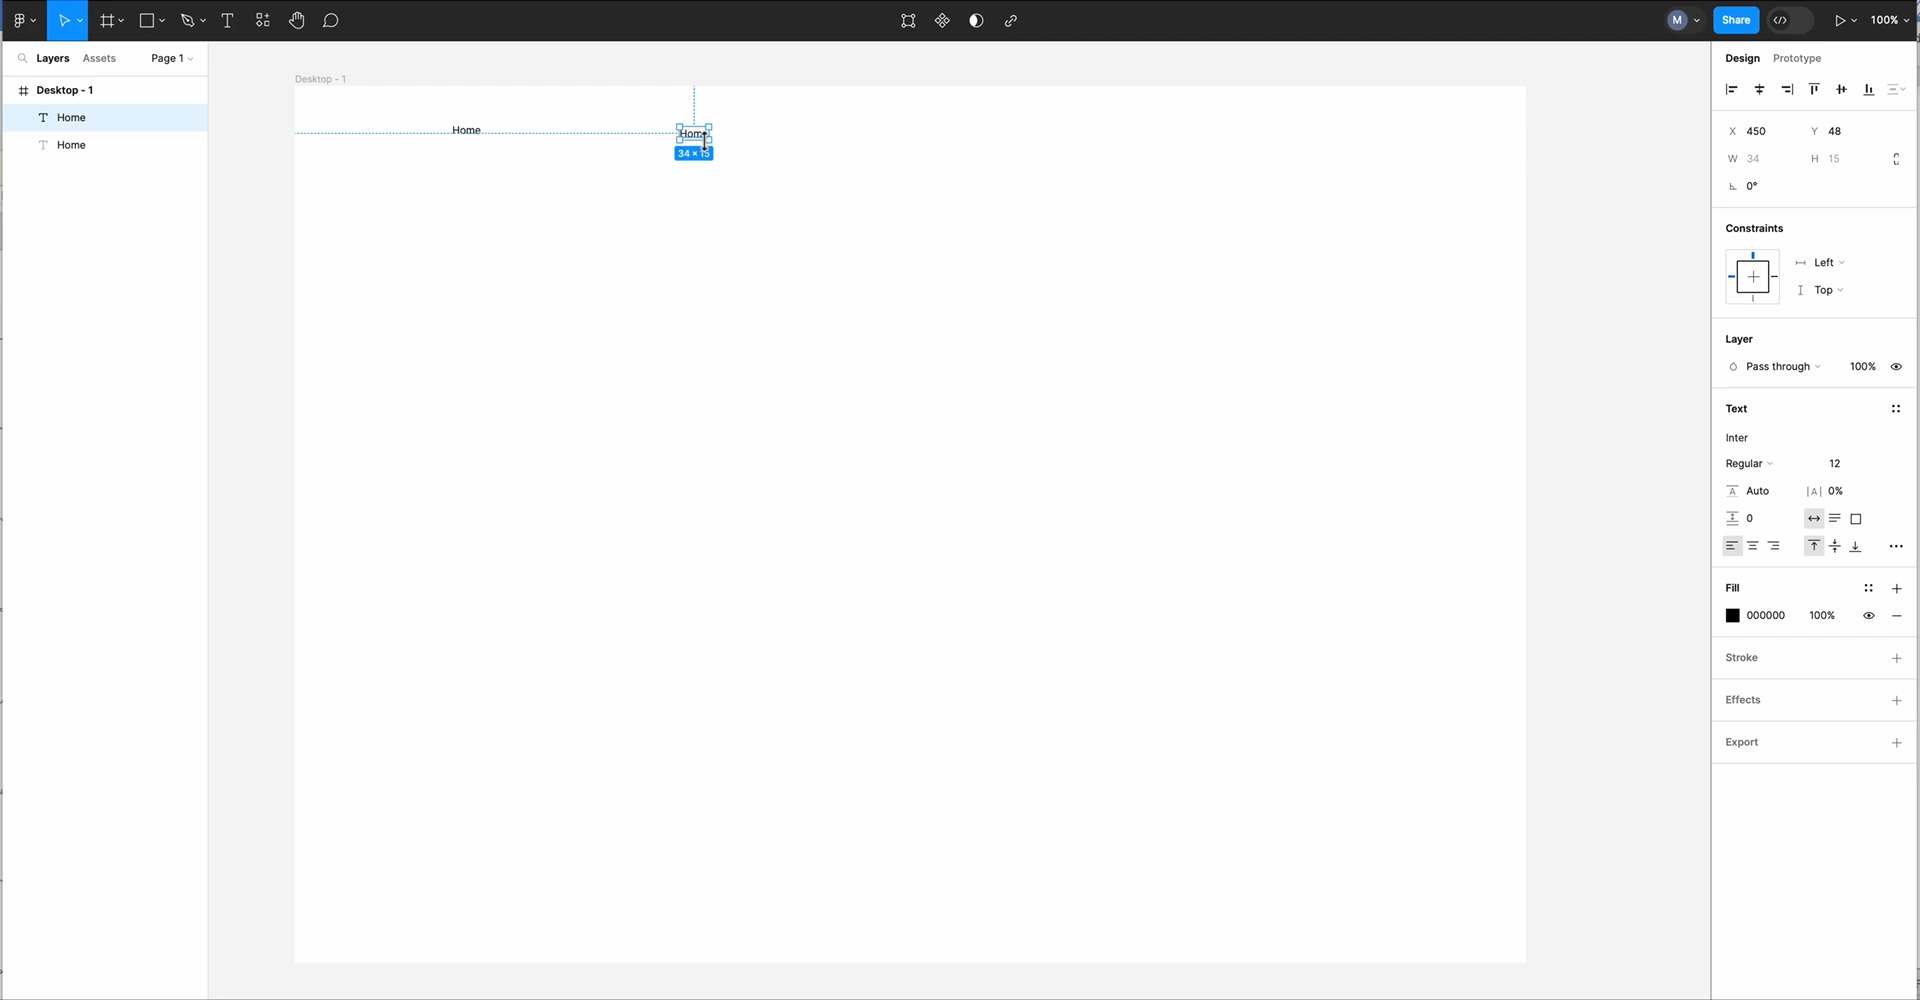 M
Share
100%
Layers
Assets
Page 1
Design
Prototype
Desktop - 1
Home
Home
Desktop - 1
Home
Home
34 × 15
X 450
Y 48
W 34
H 15
0°
Constraints
Left
Top
Layer
Pass through
100%
Text
Inter
Regular
12
Auto
|A| 0%
0
Fill
000000
100%
Stroke
Effects
Export